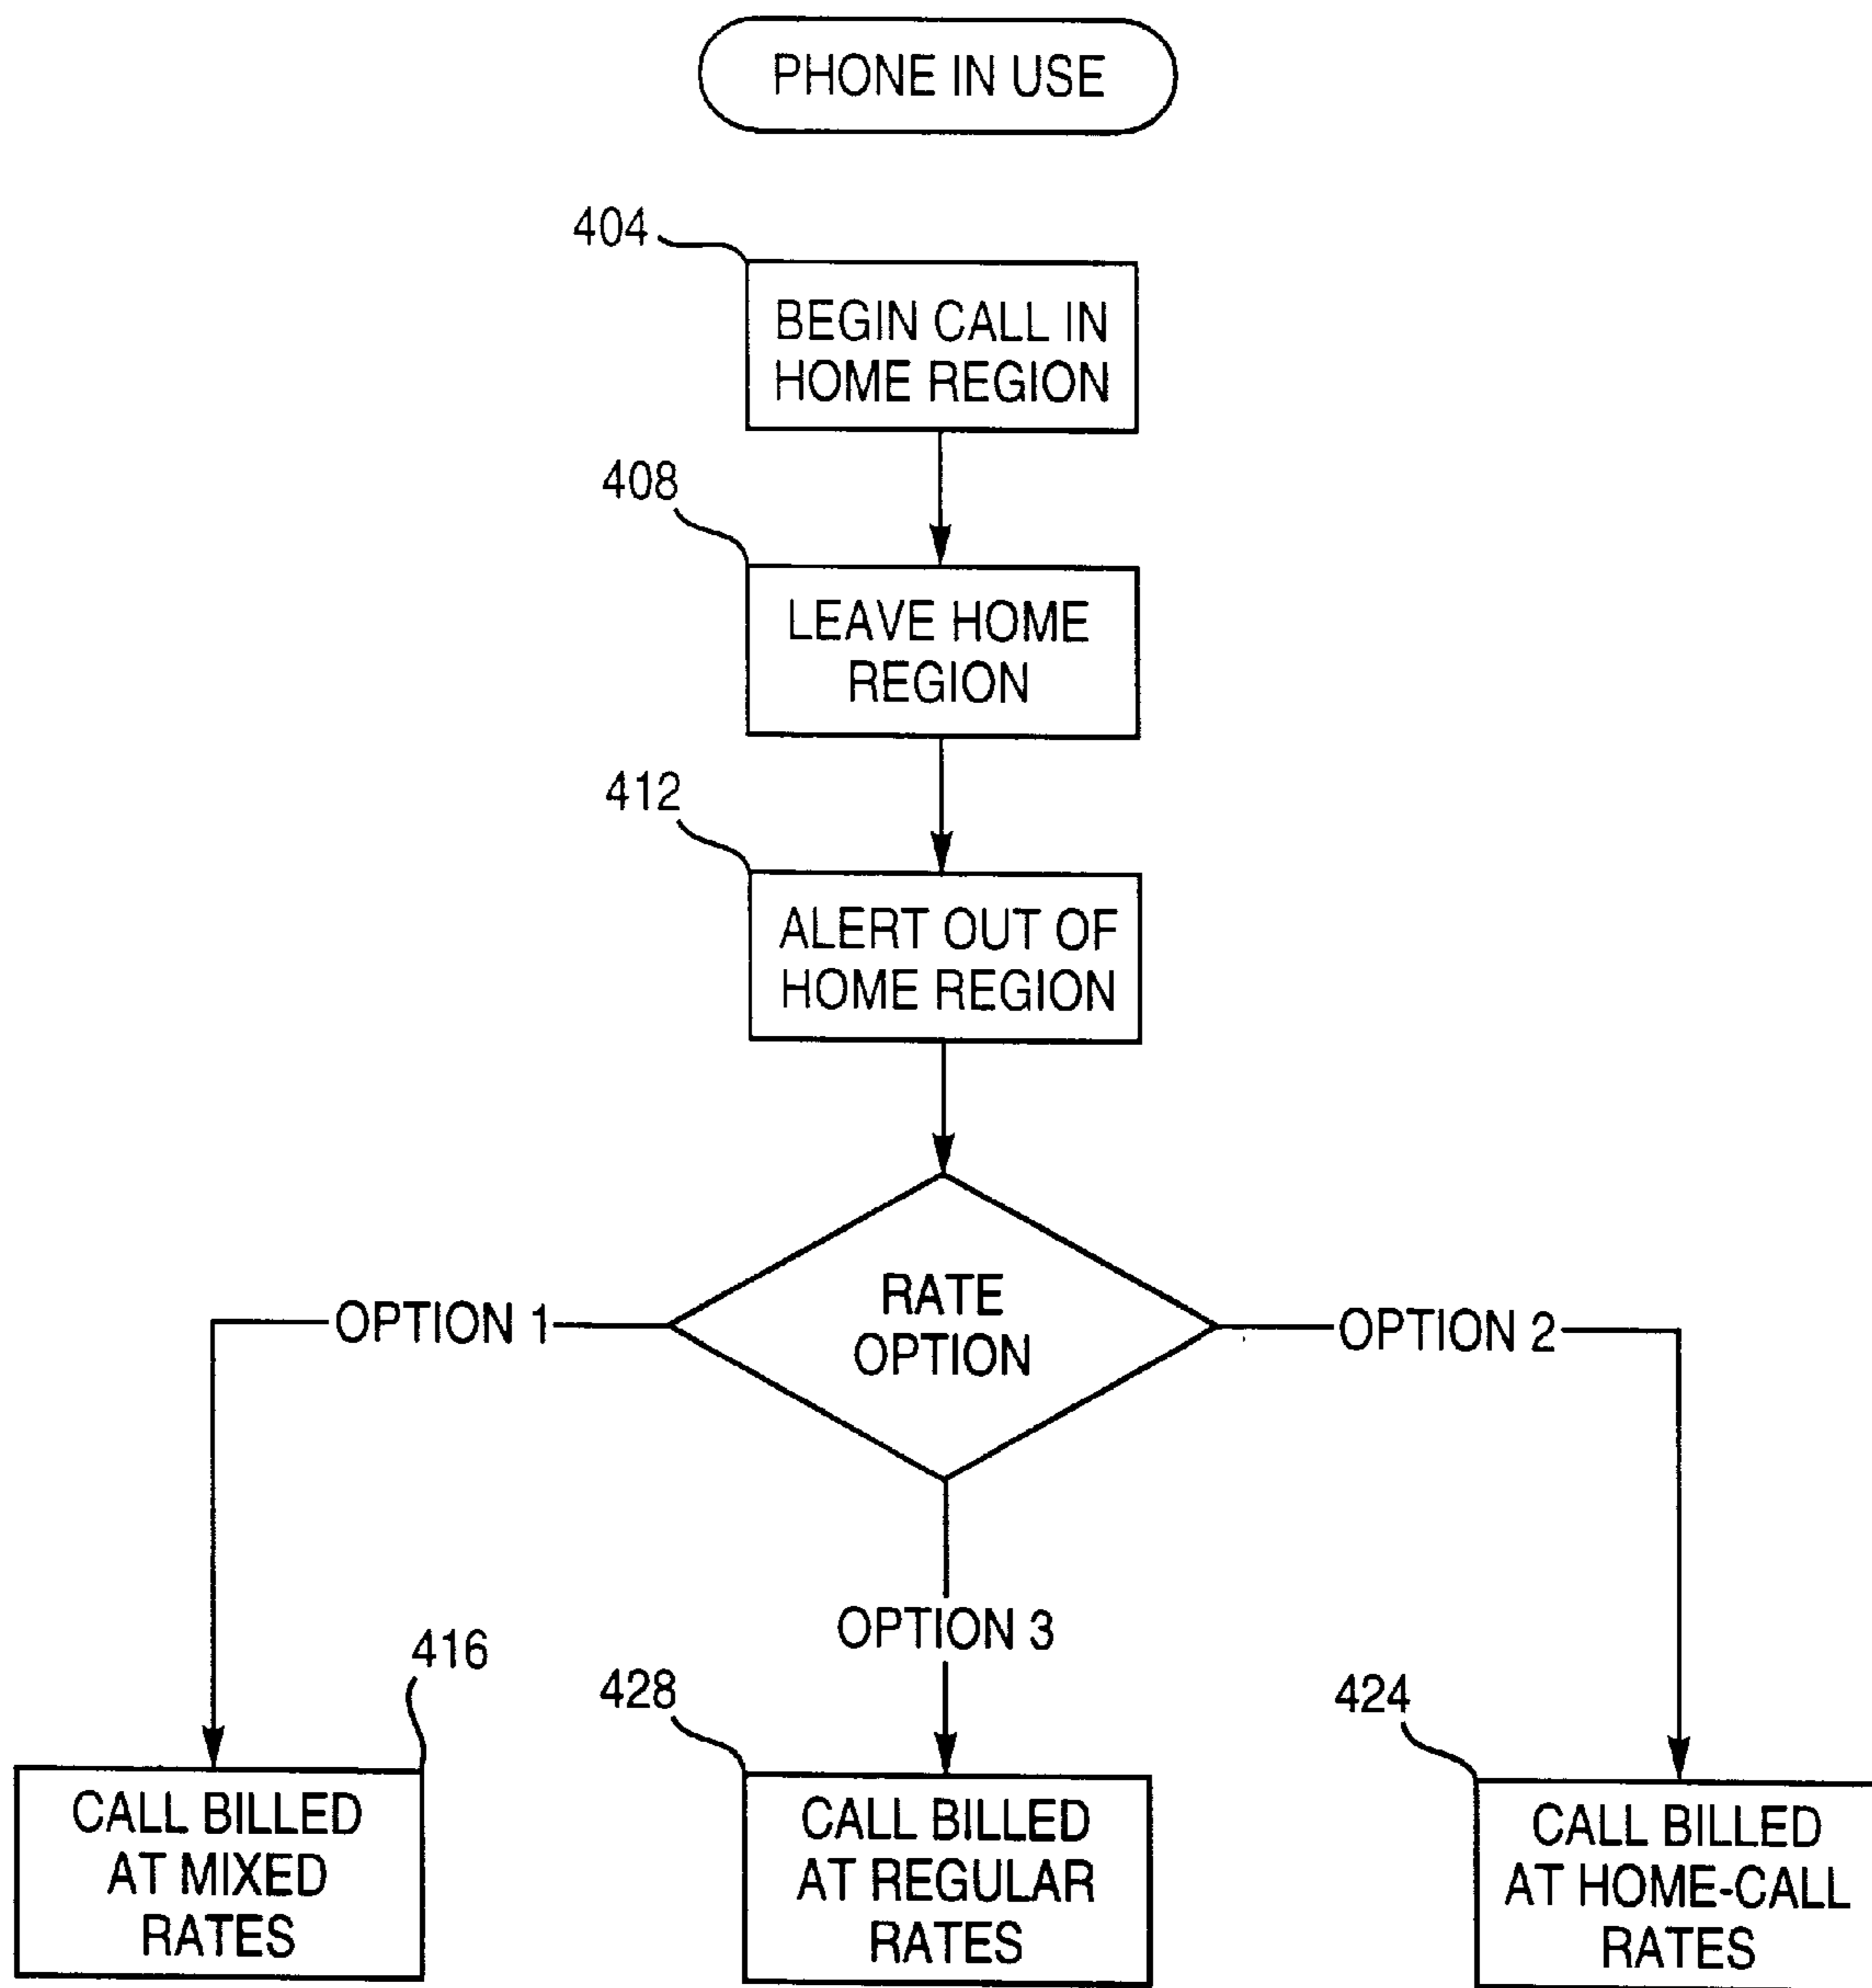 PHONE IN USE
404
BEGIN CALL IN
HOME REGION
408
LEAVE HOME
REGION
412
ALERT OUT OF
HOME REGION
RATE
OPTION
OPTION 1
OPTION 2
OPTION 3
416
CALL BILLED
AT MIXED
RATES
428
CALL BILLED
AT REGULAR
RATES
424
CALL BILLED
AT HOME-CALL
RATES